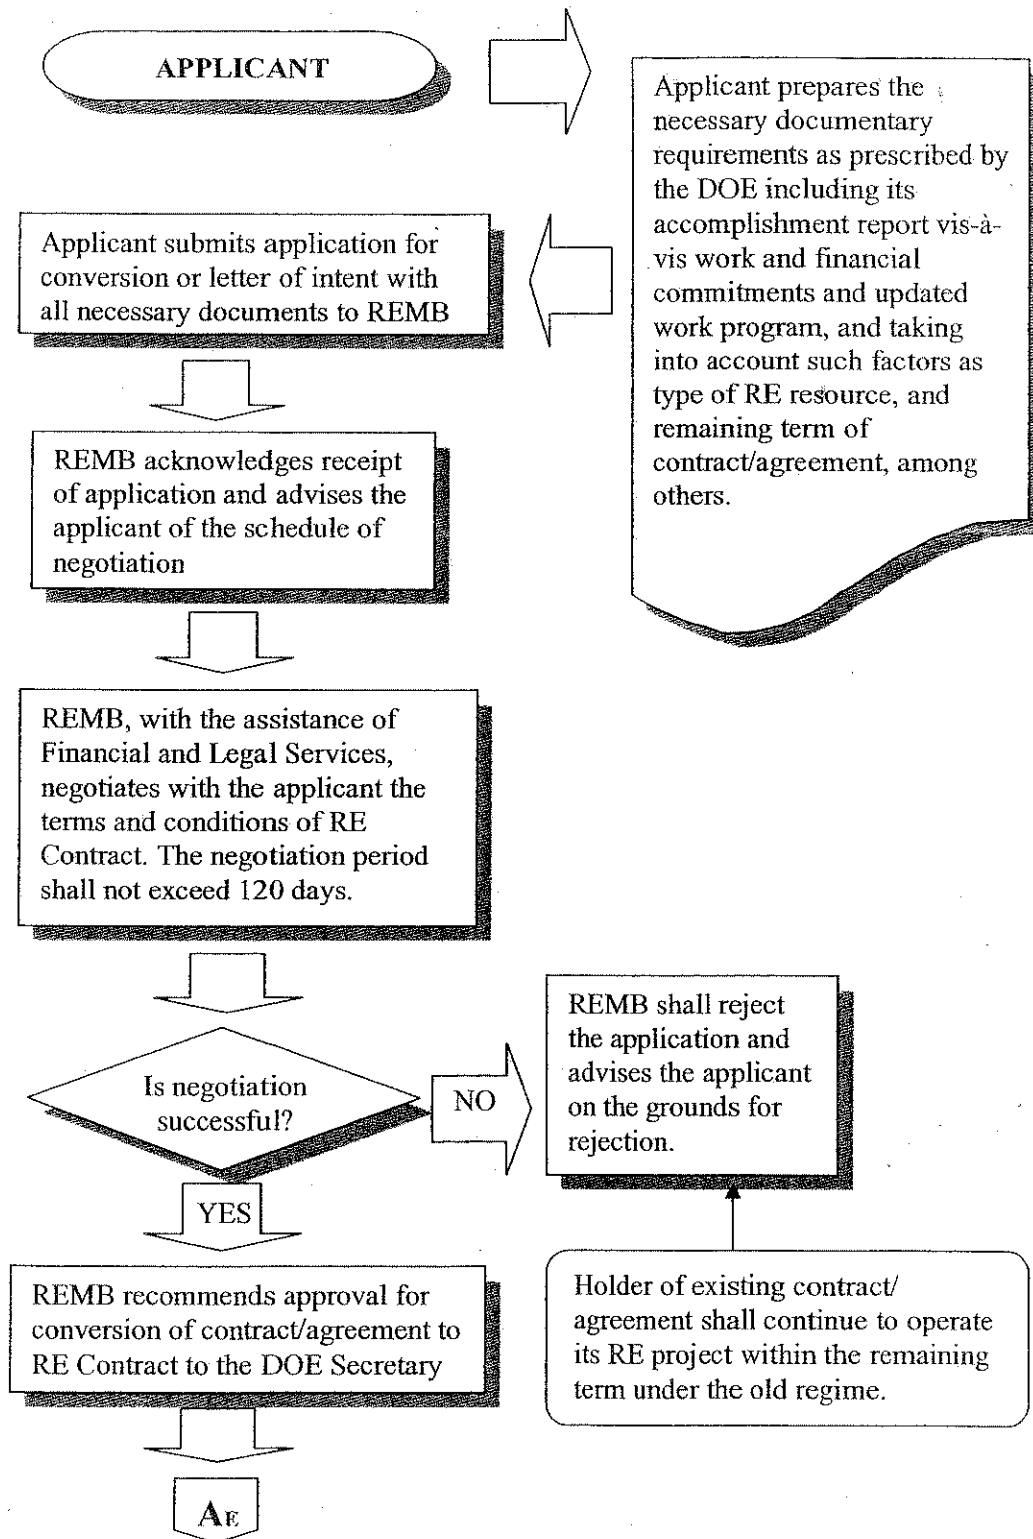 APPLICANT
Applicant prepares the
necessary documentary
requirements as prescribed by
the DOE including its
accomplishment report vis-à-
vis work and financial
commitments and updated
work program, and taking
into account such factors as
type of RE resource, and
remaining term of
contract/agreement, among
others.
Applicant submits application for
conversion or letter of intent with
all necessary documents to REMB
REMB acknowledges receipt
of application and advises the
applicant of the schedule of
negotiation
REMB, with the assistance of
Financial and Legal Services,
negotiates with the applicant the
terms and conditions of RE
Contract. The negotiation period
shall not exceed 120 days.
Is negotiation
successful?
NO
REMB shall reject
the application and
advises the applicant
on the grounds for
rejection.
YES
Holder of existing contract/
agreement shall continue to operate
its RE project within the remaining
term under the old regime.
REMB recommends approval for
conversion of contract/agreement to
RE Contract to the DOE Secretary
AE